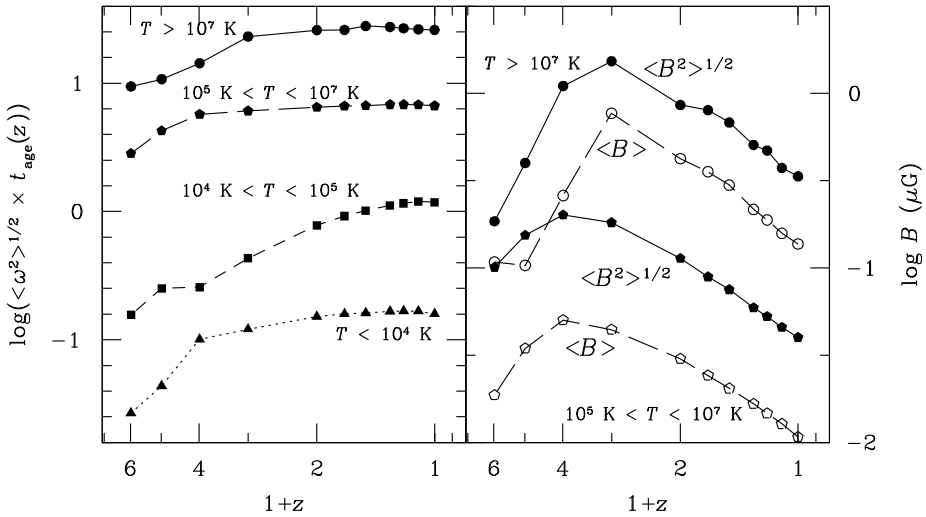 log(<ω²>¹/² × t_age(z))
1
0
−1
T > 10⁷ K
10⁵ K < T < 10⁷ K
10⁴ K < T < 10⁵ K
T < 10⁴ K
6 4 2 1
1+z
T > 10⁷ K
<B²>¹/²
<B>
<B²>¹/²
<B>
10⁵ K < T < 10⁷ K
0
−1
−2
log B (μG)
6 4 2 1
1+z